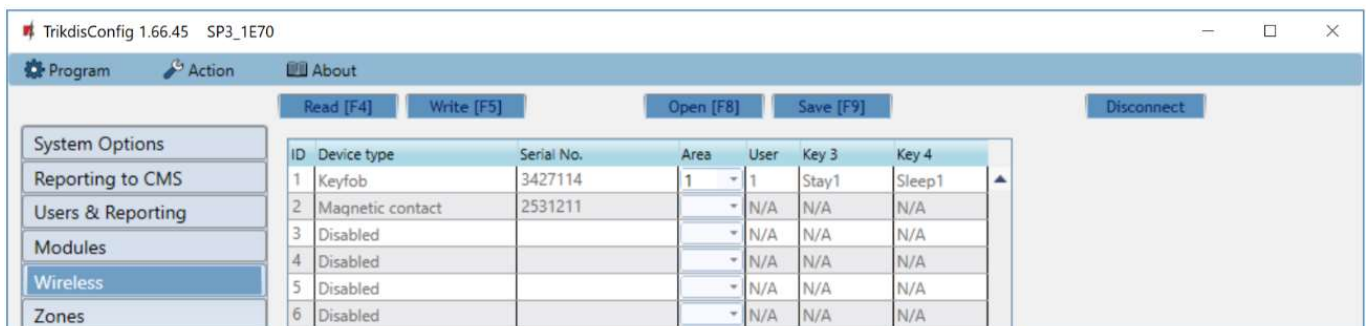 TrikdisConfig 1.66.45 SP3_1E70
Program Action About
Read [F4] Write [F5] Open [F8] Save [F9] Disconnect
System Options
Reporting to CMS
Users & Reporting
Modules
Wireless
Zones
ID Device type Serial No. Area User Key 3 Key 4
1 Keyfob 3427114 1 1 Stay1 Sleep1
2 Magnetic contact 2531211 N/A N/A N/A
3 Disabled N/A N/A N/A
4 Disabled N/A N/A N/A
5 Disabled N/A N/A N/A
6 Disabled N/A N/A N/A